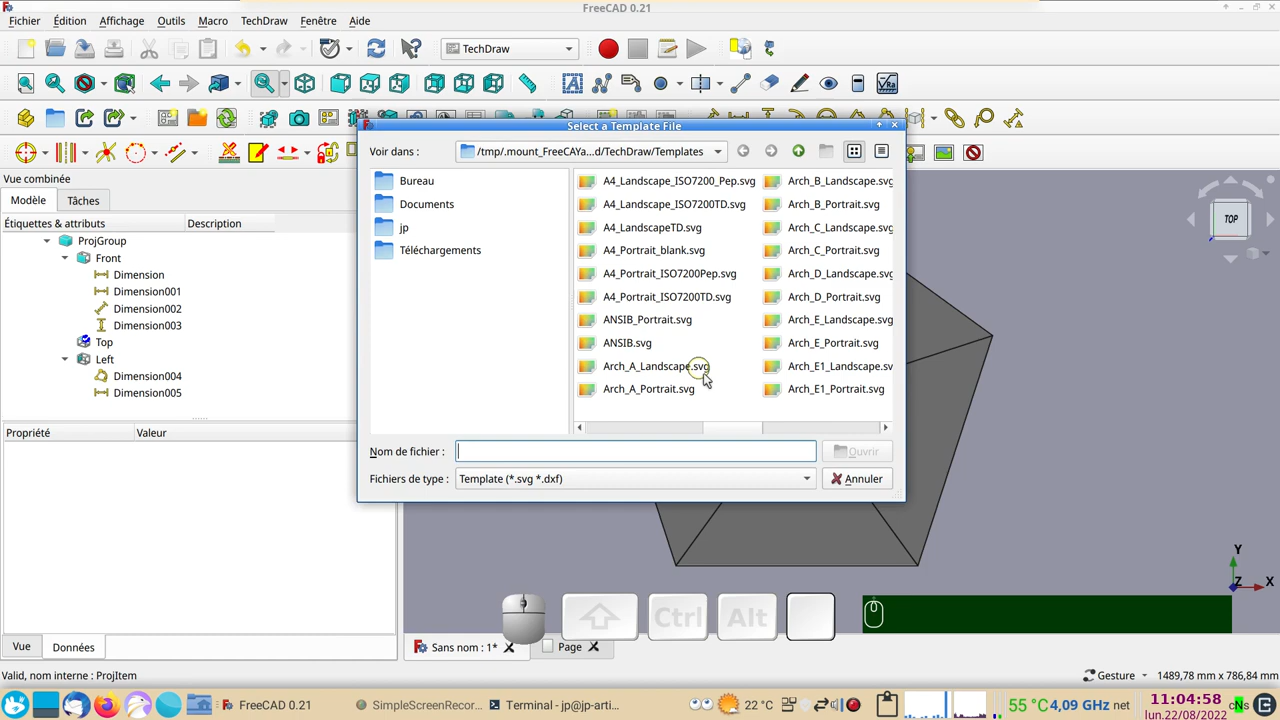 FreeCAD 0.21
Fichier Édition Affichage Outils Macro TechDraw Fenêtre Aide
TechDraw
Vue combinée
Modèle Tâches
Étiquettes & attributs Description
ProjGroup
Front
Dimension
Dimension001
Dimension002
Dimension003
Top
Left
Dimension004
Dimension005
Propriété Valeur
Vue Données
Select a Template File
Voir dans : /tmp/.mount_FreeCAYa...d/TechDraw/Templates
Bureau
Documents
jp
Téléchargements
A4_Landscape_ISO7200_Pep.svg
A4_Landscape_ISO7200TD.svg
A4_LandscapeTD.svg
A4_Portrait_blank.svg
A4_Portrait_ISO7200Pep.svg
A4_Portrait_ISO7200TD.svg
ANSIB_Portrait.svg
ANSIB.svg
Arch_A_Landscape.svg
Arch_A_Portrait.svg
Arch_B_Landscape.svg
Arch_B_Portrait.svg
Arch_C_Landscape.svg
Arch_C_Portrait.svg
Arch_D_Landscape.svg
Arch_D_Portrait.svg
Arch_E_Landscape.svg
Arch_E_Portrait.svg
Arch_E1_Landscape.sv
Arch_E1_Portrait.svg
Nom de fichier : Ouvrir
Fichiers de type : Template (*.svg *.dxf) Annuler
TOP
Y
Z X
Ctrl Alt
Sans nom : 1* Page
Valid, nom interne : ProjItem Gesture 1489,78 mm x 786,84 mm
FreeCAD 0.21 SimpleScreenRecor... Terminal - jp@jp-arti... 22 °C 55 °C 4,09 GHz net 11:04:58 cNs
lun.22/08/2022